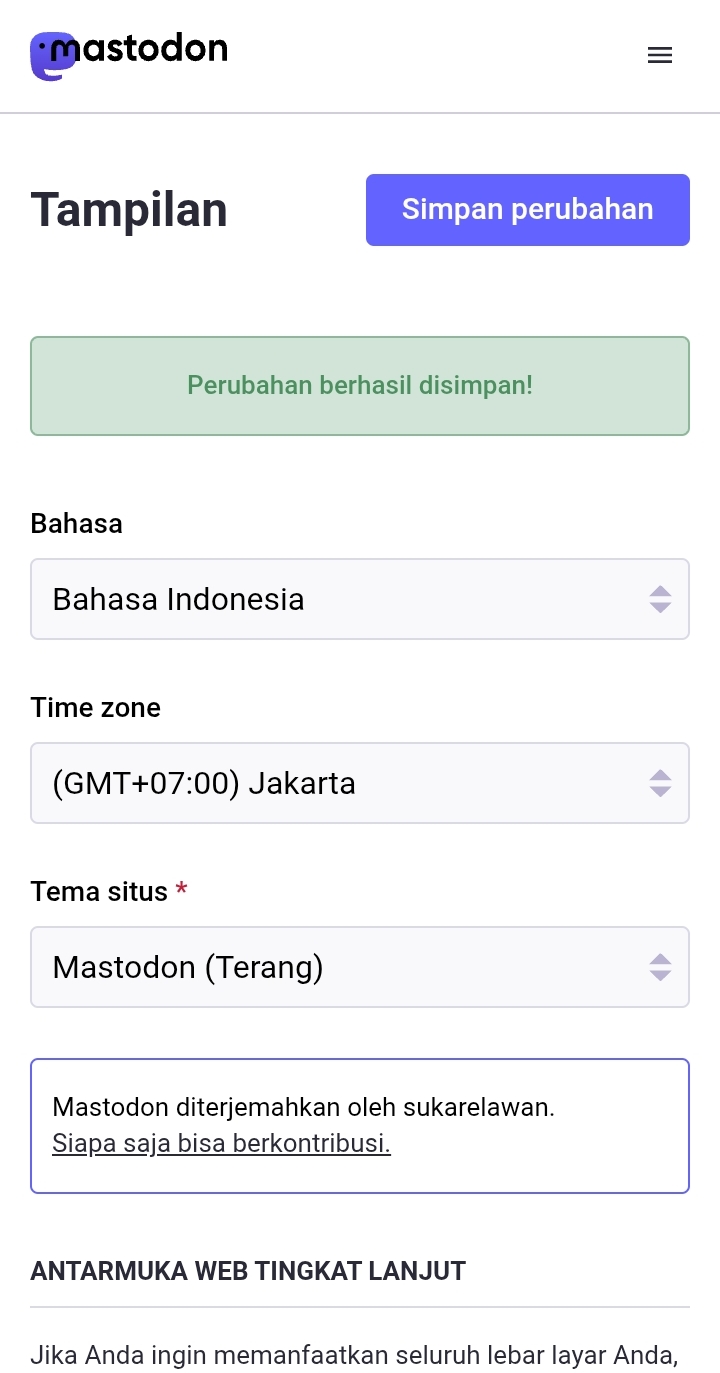 mastodon
Tampilan
Simpan perubahan
Perubahan berhasil disimpan!
Bahasa
Bahasa Indonesia
Time zone
(GMT+07:00) Jakarta
Tema situs *
Mastodon (Terang)
Mastodon diterjemahkan oleh sukarelawan.
Siapa saja bisa berkontribusi.
ANTARMUKA WEB TINGKAT LANJUT
Jika Anda ingin memanfaatkan seluruh lebar layar Anda,